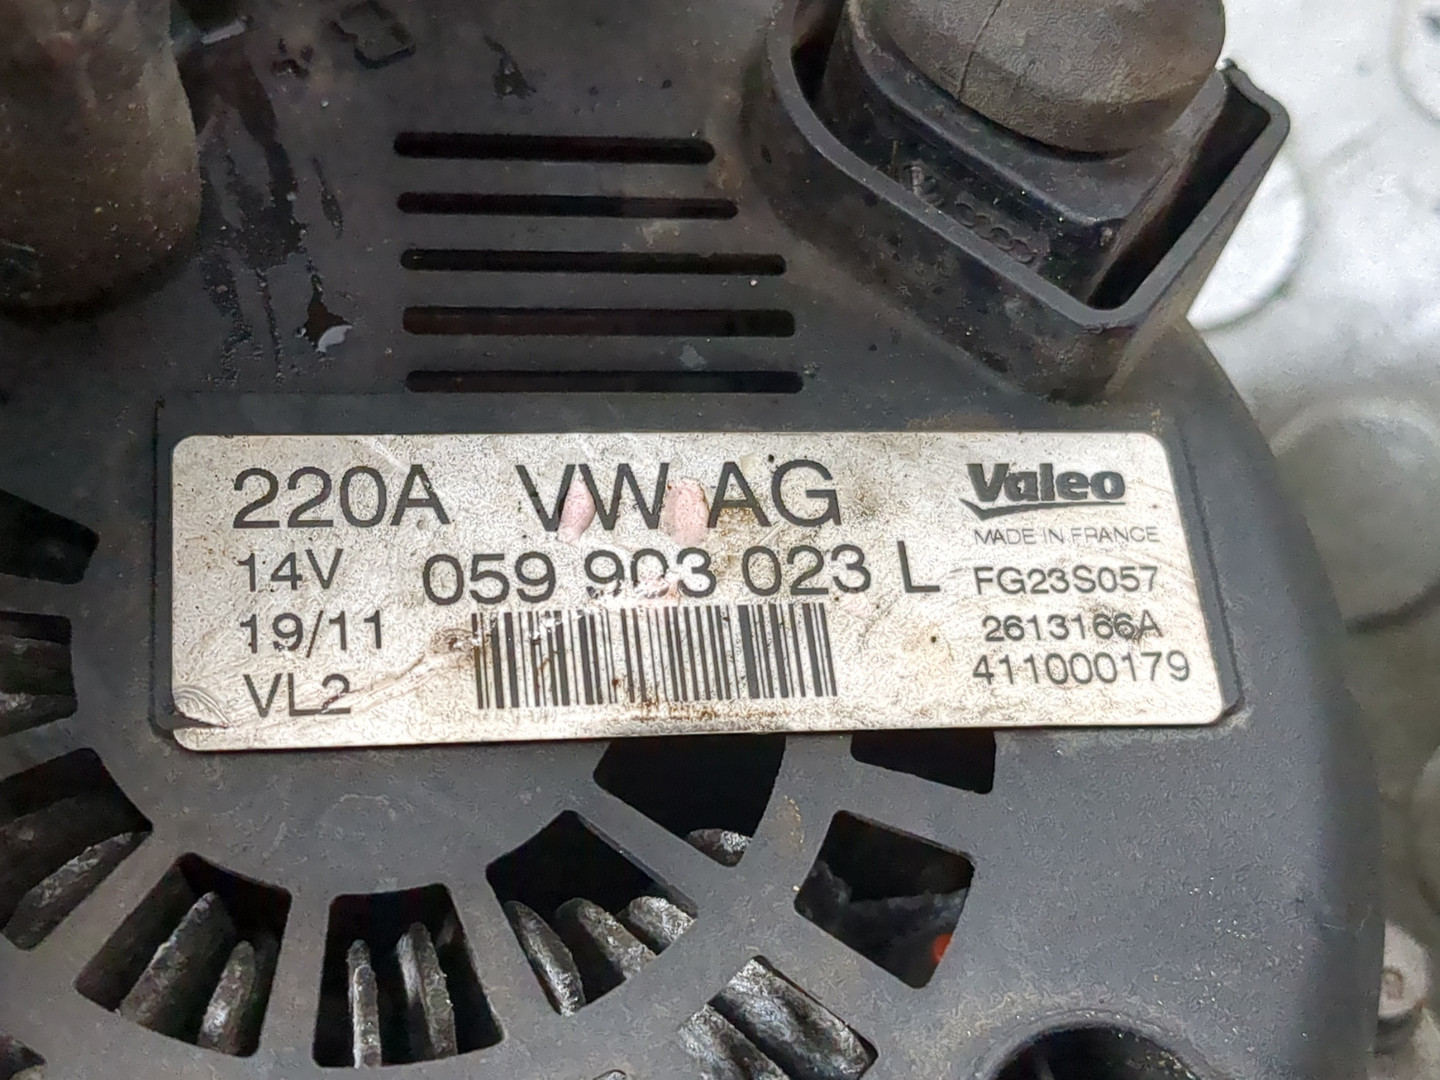 220A VW AG
14V 059 903 023 L
19/11
VL2
Valeo
MADE IN FRANCE
FG23S057
2613166A
411000179